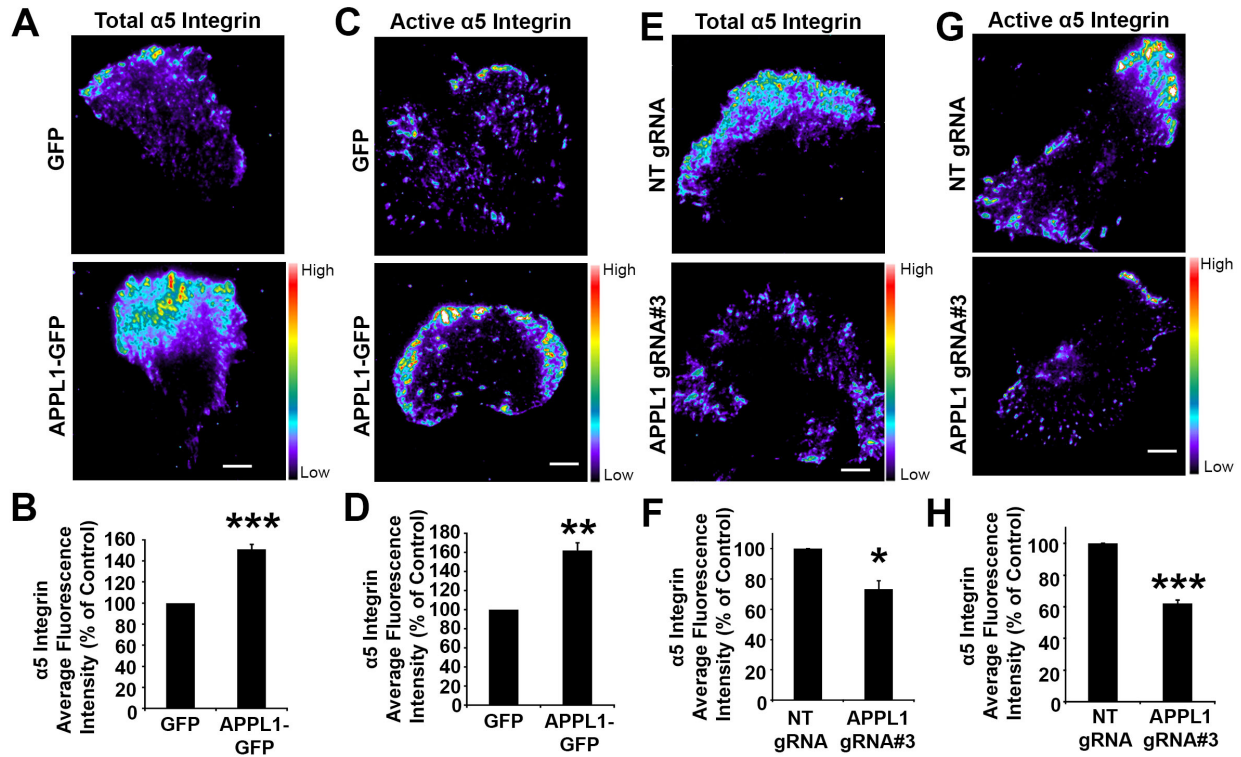 A
Total α5 Integrin
GFP
APPL1-GFP
High
Low
C
Active α5 Integrin
GFP
APPL1-GFP
High
Low
E
Total α5 Integrin
NT gRNA
APPL1 gRNA#3
High
Low
G
Active α5 Integrin
NT gRNA
APPL1 gRNA#3
High
Low
B
α5 Integrin
Average Fluorescence
Intensity (% of Control)
160
140
120
100
80
60
40
20
0
***
GFP
APPL1-
GFP
D
α5 Integrin
Average Fluorescence
Intensity (% of Control)
180
160
140
120
100
80
60
40
20
0
**
GFP
APPL1-
GFP
F
α5 Integrin
Average Fluorescence
Intensity (% of Control)
100
80
60
40
20
0
*
NT
gRNA
APPL1
gRNA#3
H
α5 Integrin
Average Fluorescence
Intensity (% of Control)
100
80
60
40
20
0
***
NT
gRNA
APPL1
gRNA#3